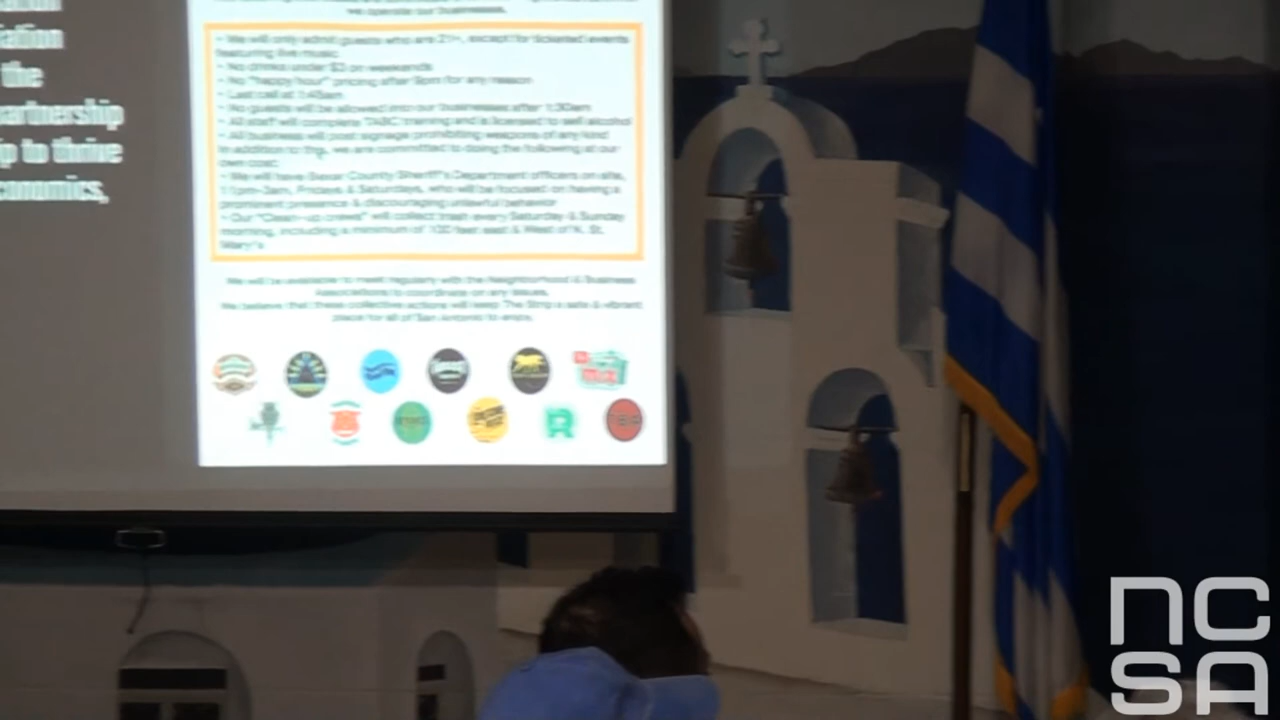 the
artnership
p to thrive
conomics,
we operate our businesses.
• We will only admit guests who are 21+, except for ticketed events
featuring live music
• No drinks under $3 on weekends
• No "happy hour" pricing after 9pm for any reason
• Last call at 1:45am
• No guests will be allowed into our businesses after 1:30am
• All staff will complete TABC training and is licensed to sell alcohol
• All business will post signage prohibiting weapons of any kind
In addition to this, we are committed to doing the following at our
own cost:
• We will have Bexar County Sheriff's Department officers on site,
11pm-3am, Fridays & Saturdays, who will be focused on having a
prominent presence & discouraging unlawful behavior
• Our "Clean-up crews" will collect trash every Saturday & Sunday
morning, including a minimum of 100 feet east & West of N. St.
Mary's
We will be available to meet regularly with the Neighborhood & Business
Associations to coordinate on any issues.
We believe that these collective actions will keep The Strip a safe & vibrant
place for all of San Antonio to enjoy.
R
NC
SA